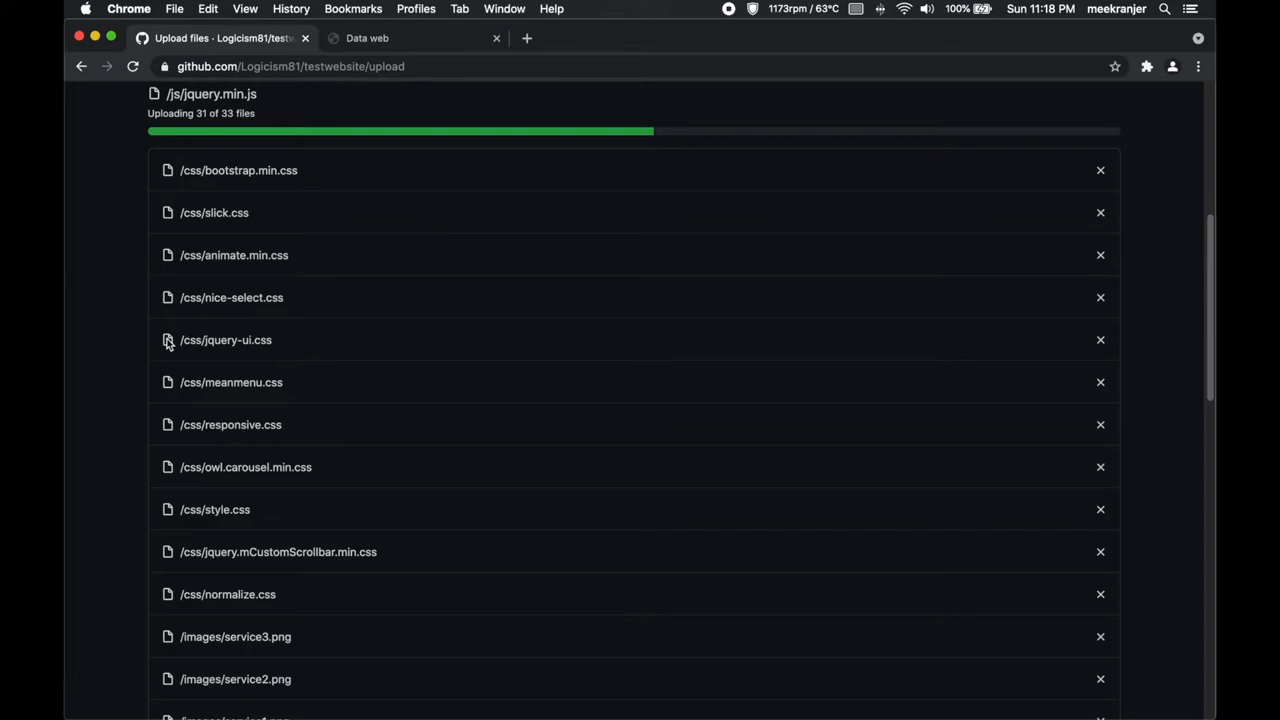 Chrome File Edit View History Bookmarks Profiles Tab Window Help 1173rpm / 63°C 100% Sun 11:18 PM meekranjer
Upload files · Logicism81/testw Data web
github.com/Logicism81/testwebsite/upload
/js/jquery.min.js
Uploading 31 of 33 files
/css/bootstrap.min.css
/css/slick.css
/css/animate.min.css
/css/nice-select.css
/css/jquery-ui.css
/css/meanmenu.css
/css/responsive.css
/css/owl.carousel.min.css
/css/style.css
/css/jquery.mCustomScrollbar.min.css
/css/normalize.css
/images/service3.png
/images/service2.png